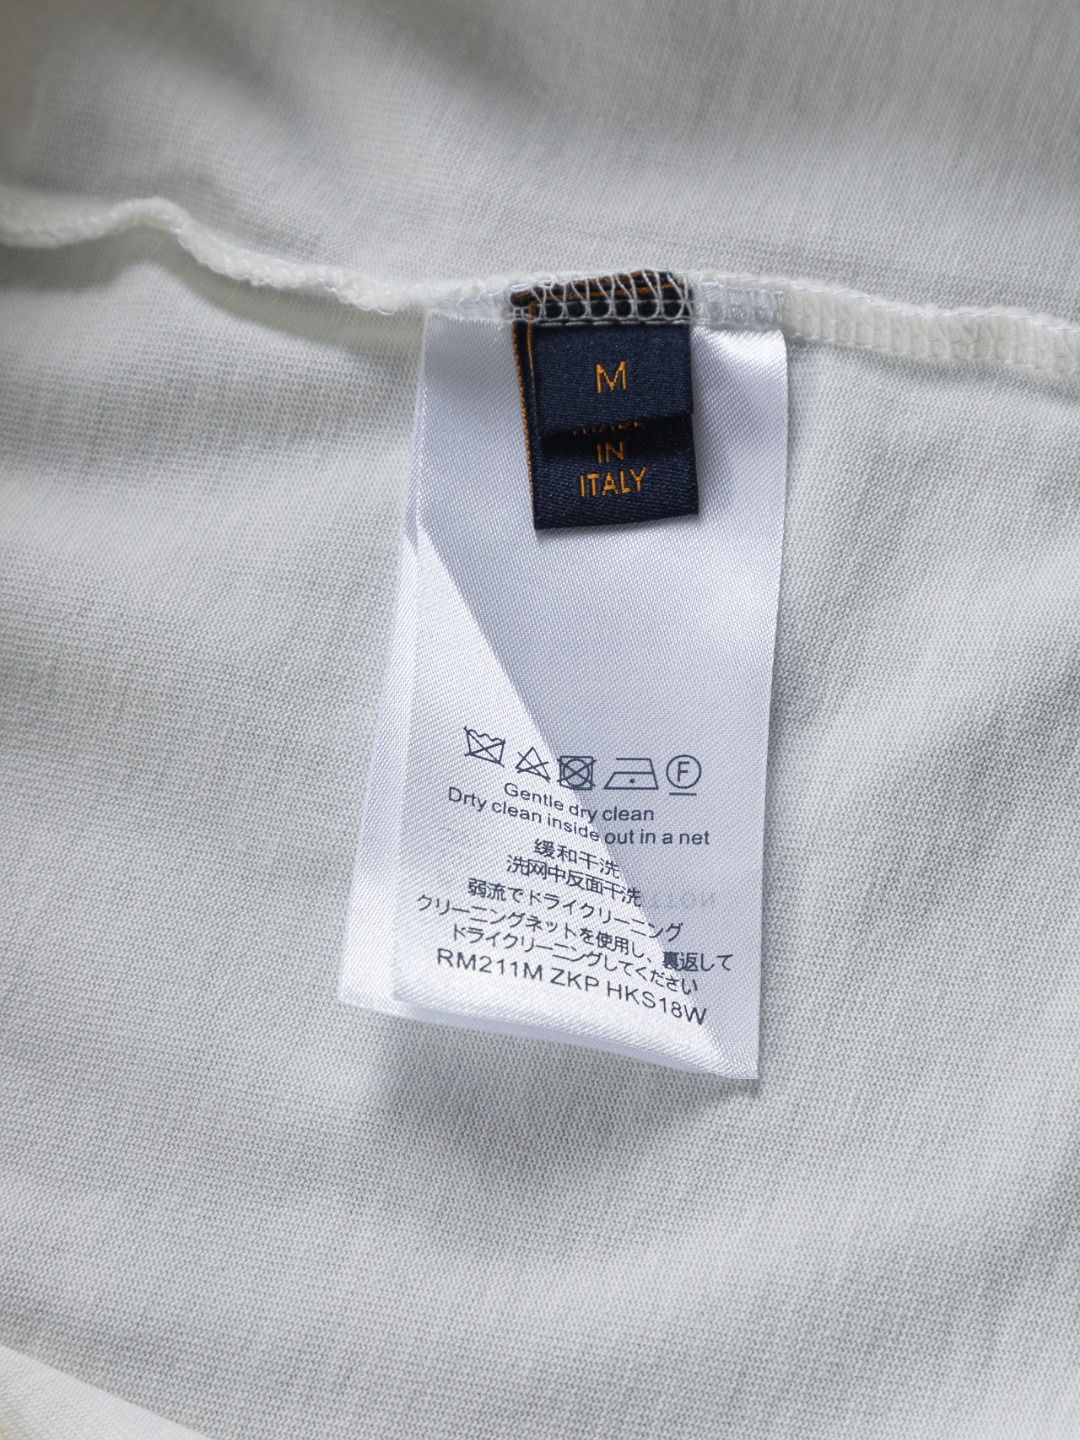 M
IN
ITALY
F
Gentle dry clean
Drty clean inside out in a net
缓和干洗
洗网中反面干洗
弱流でドライクリーニング
クリーニングネットを使用し、裏返して
ドライクリーニングしてください
RM211M ZKP HKS18W